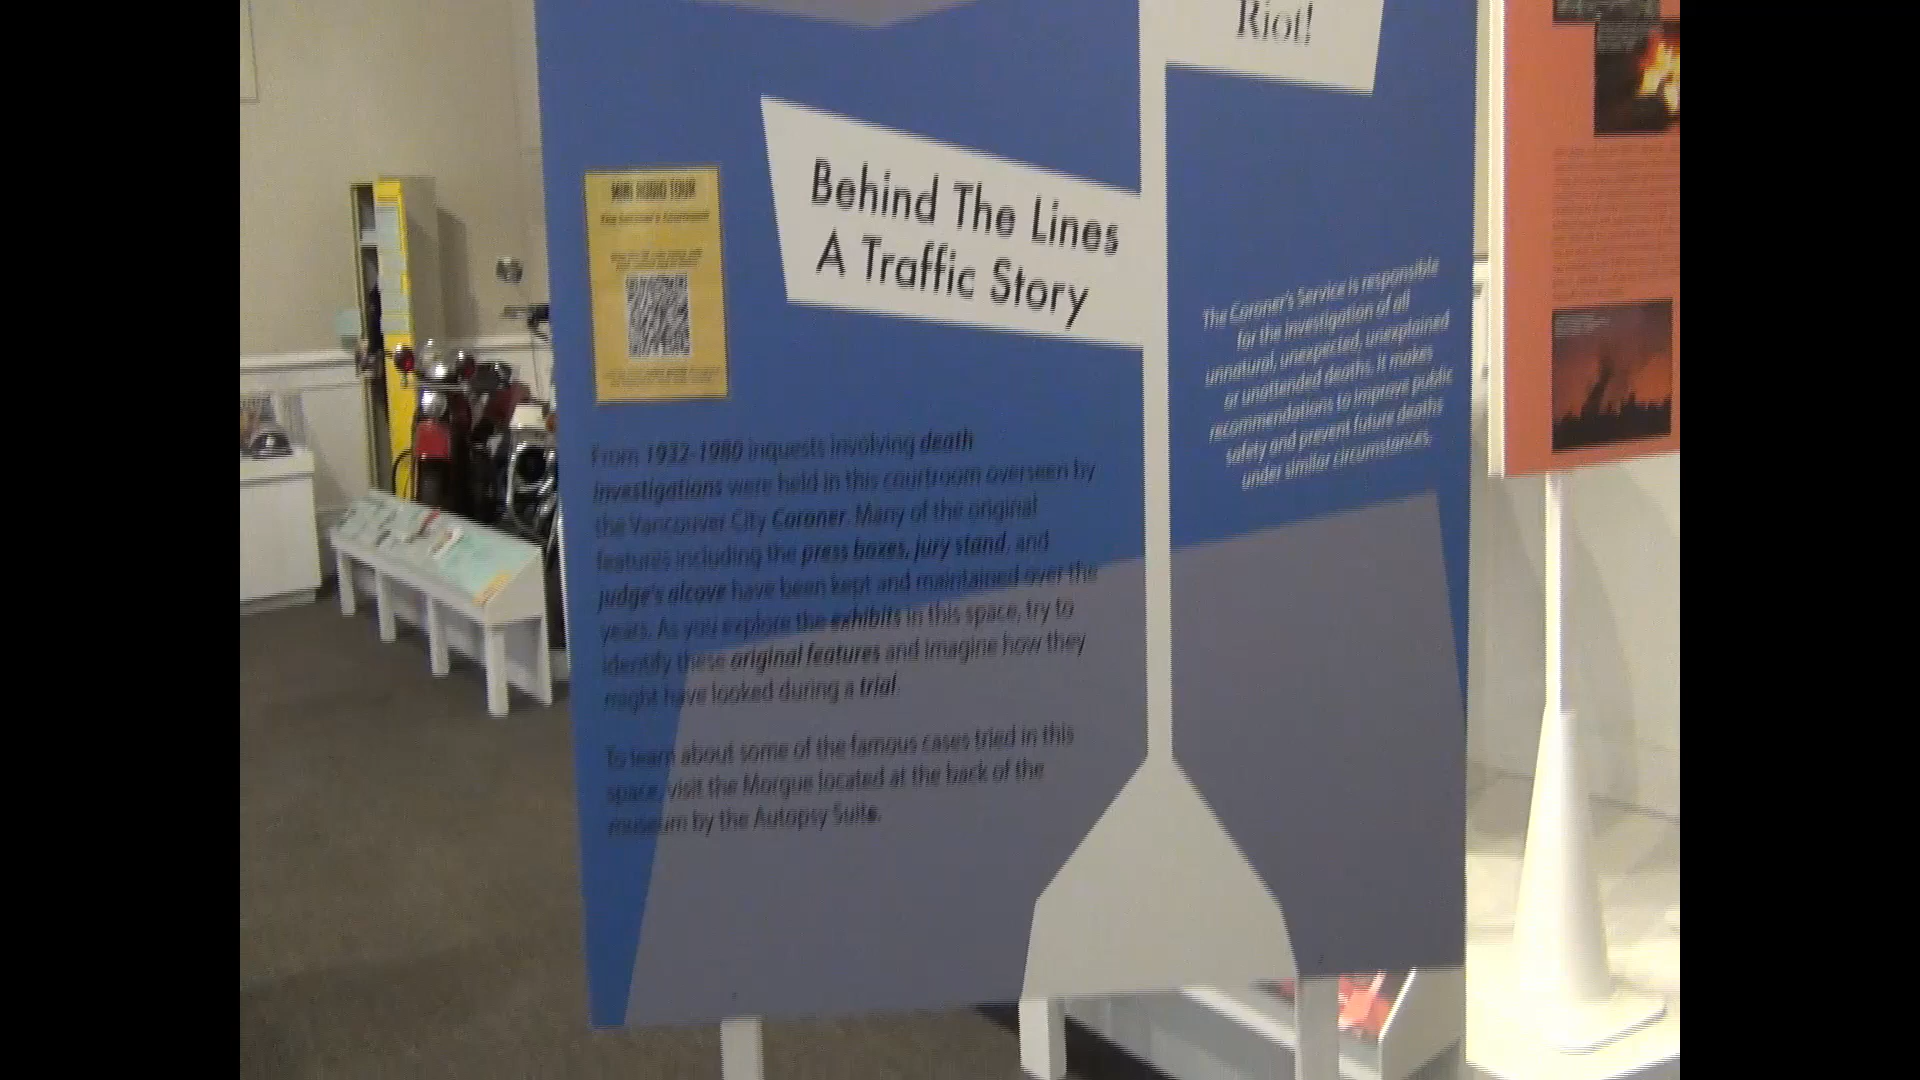 Riot!
Behind The Lines
A Traffic Story
MINI AUDIO TOUR
From 1932-1980 inquests involving death
investigations were held in this courtroom overseen by
the Vancouver City Coroner. Many of the original
features including the press boxes, jury stand, and
judge's alcove have been kept and maintained over the
years. As you explore the exhibits in this space, try to
identify these original features and imagine how they
might have looked during a trial.
To learn about some of the famous cases tried in this
space, visit the Morgue located at the back of the
museum by the Autopsy Suite.
The Coroner's Service is responsible
for the investigation of all
unnatural, unexpected, unexplained
or unattended deaths. It makes
recommendations to improve public
safety and prevent future deaths
under similar circumstances.